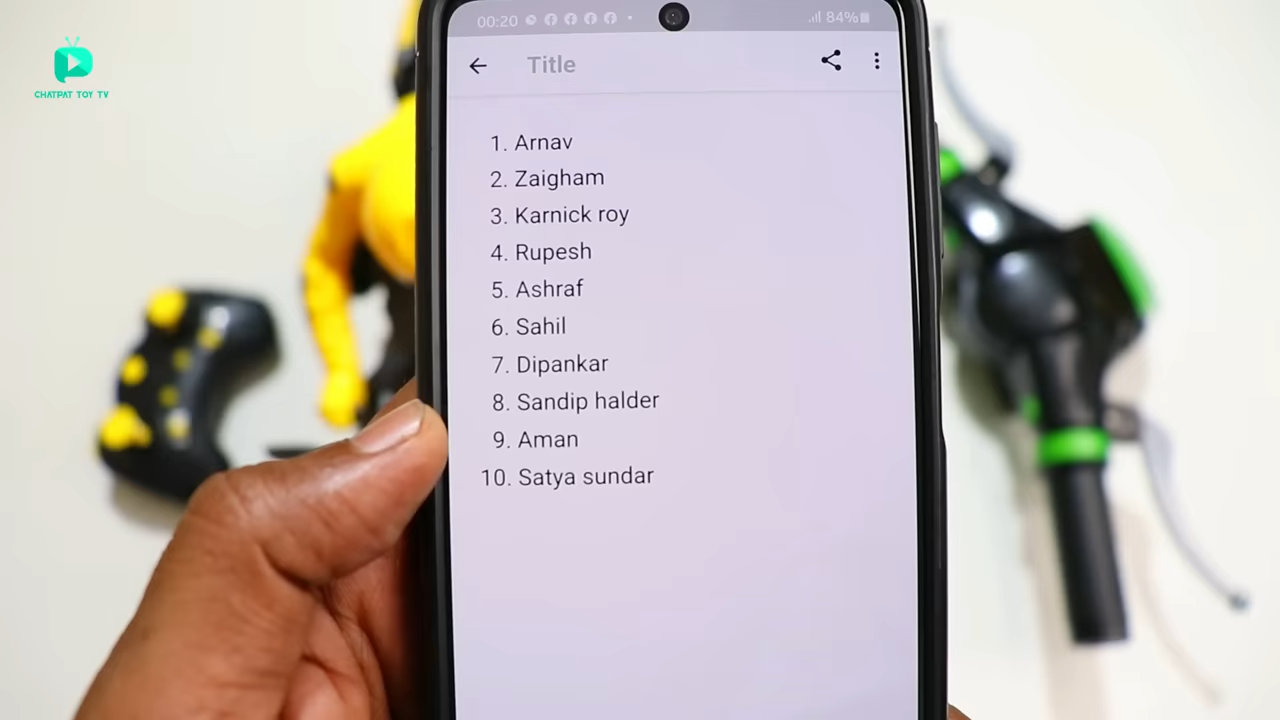 CHATPAT TOY TV
00:20 84%
Title
1. Arnav
2. Zaigham
3. Karnick roy
4. Rupesh
5. Ashraf
6. Sahil
7. Dipankar
8. Sandip halder
9. Aman
10. Satya sundar